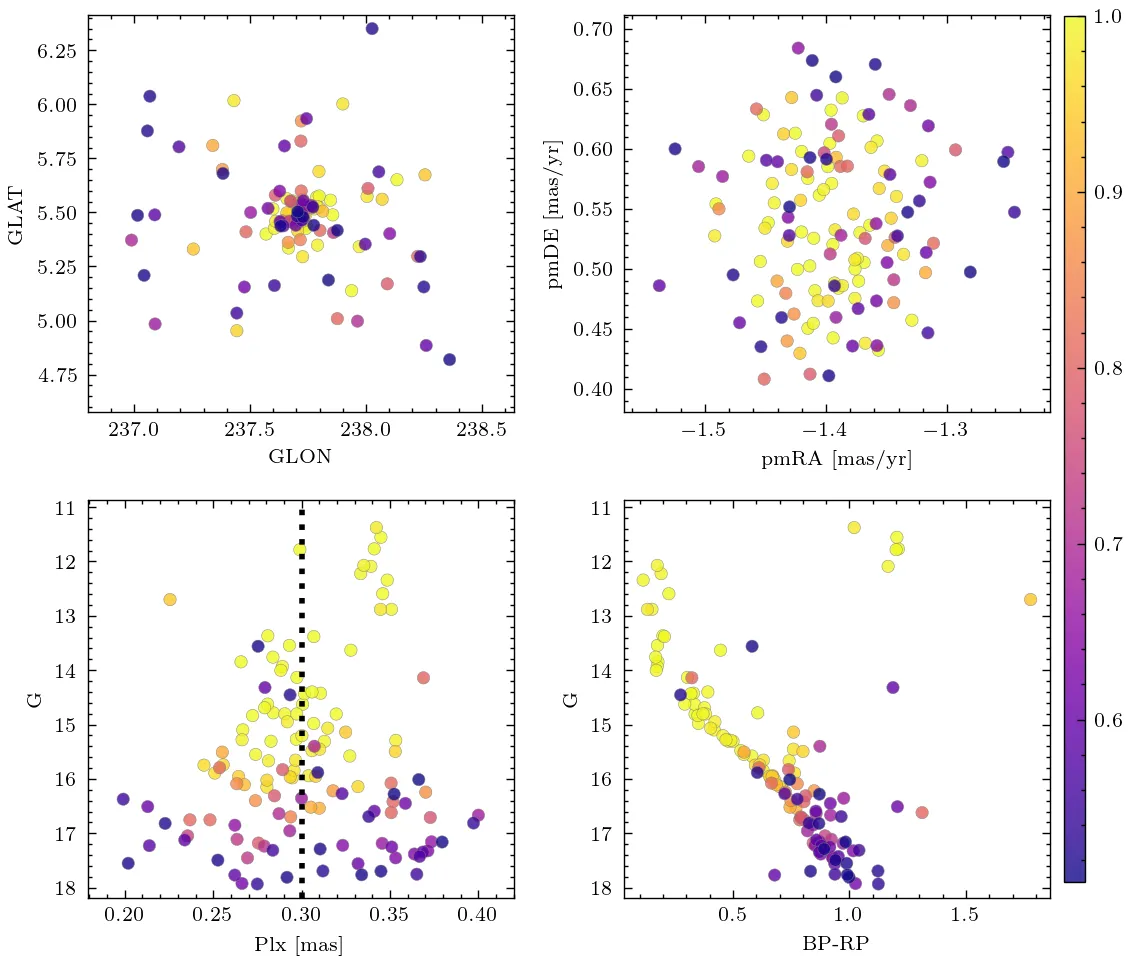 6.25
6.00
5.75
5.50
5.25
5.00
4.75
GLAT
237.0 237.5 238.0 238.5
GLON
0.70
0.65
0.60
0.55
0.50
0.45
0.40
pmDE [mas/yr]
−1.5 −1.4 −1.3
pmRA [mas/yr]
1.0
0.9
0.8
0.7
0.6
11
12
13
14
15
16
17
18
G
0.20 0.25 0.30 0.35 0.40
Plx [mas]
11
12
13
14
15
16
17
18
G
0.5 1.0 1.5
BP-RP